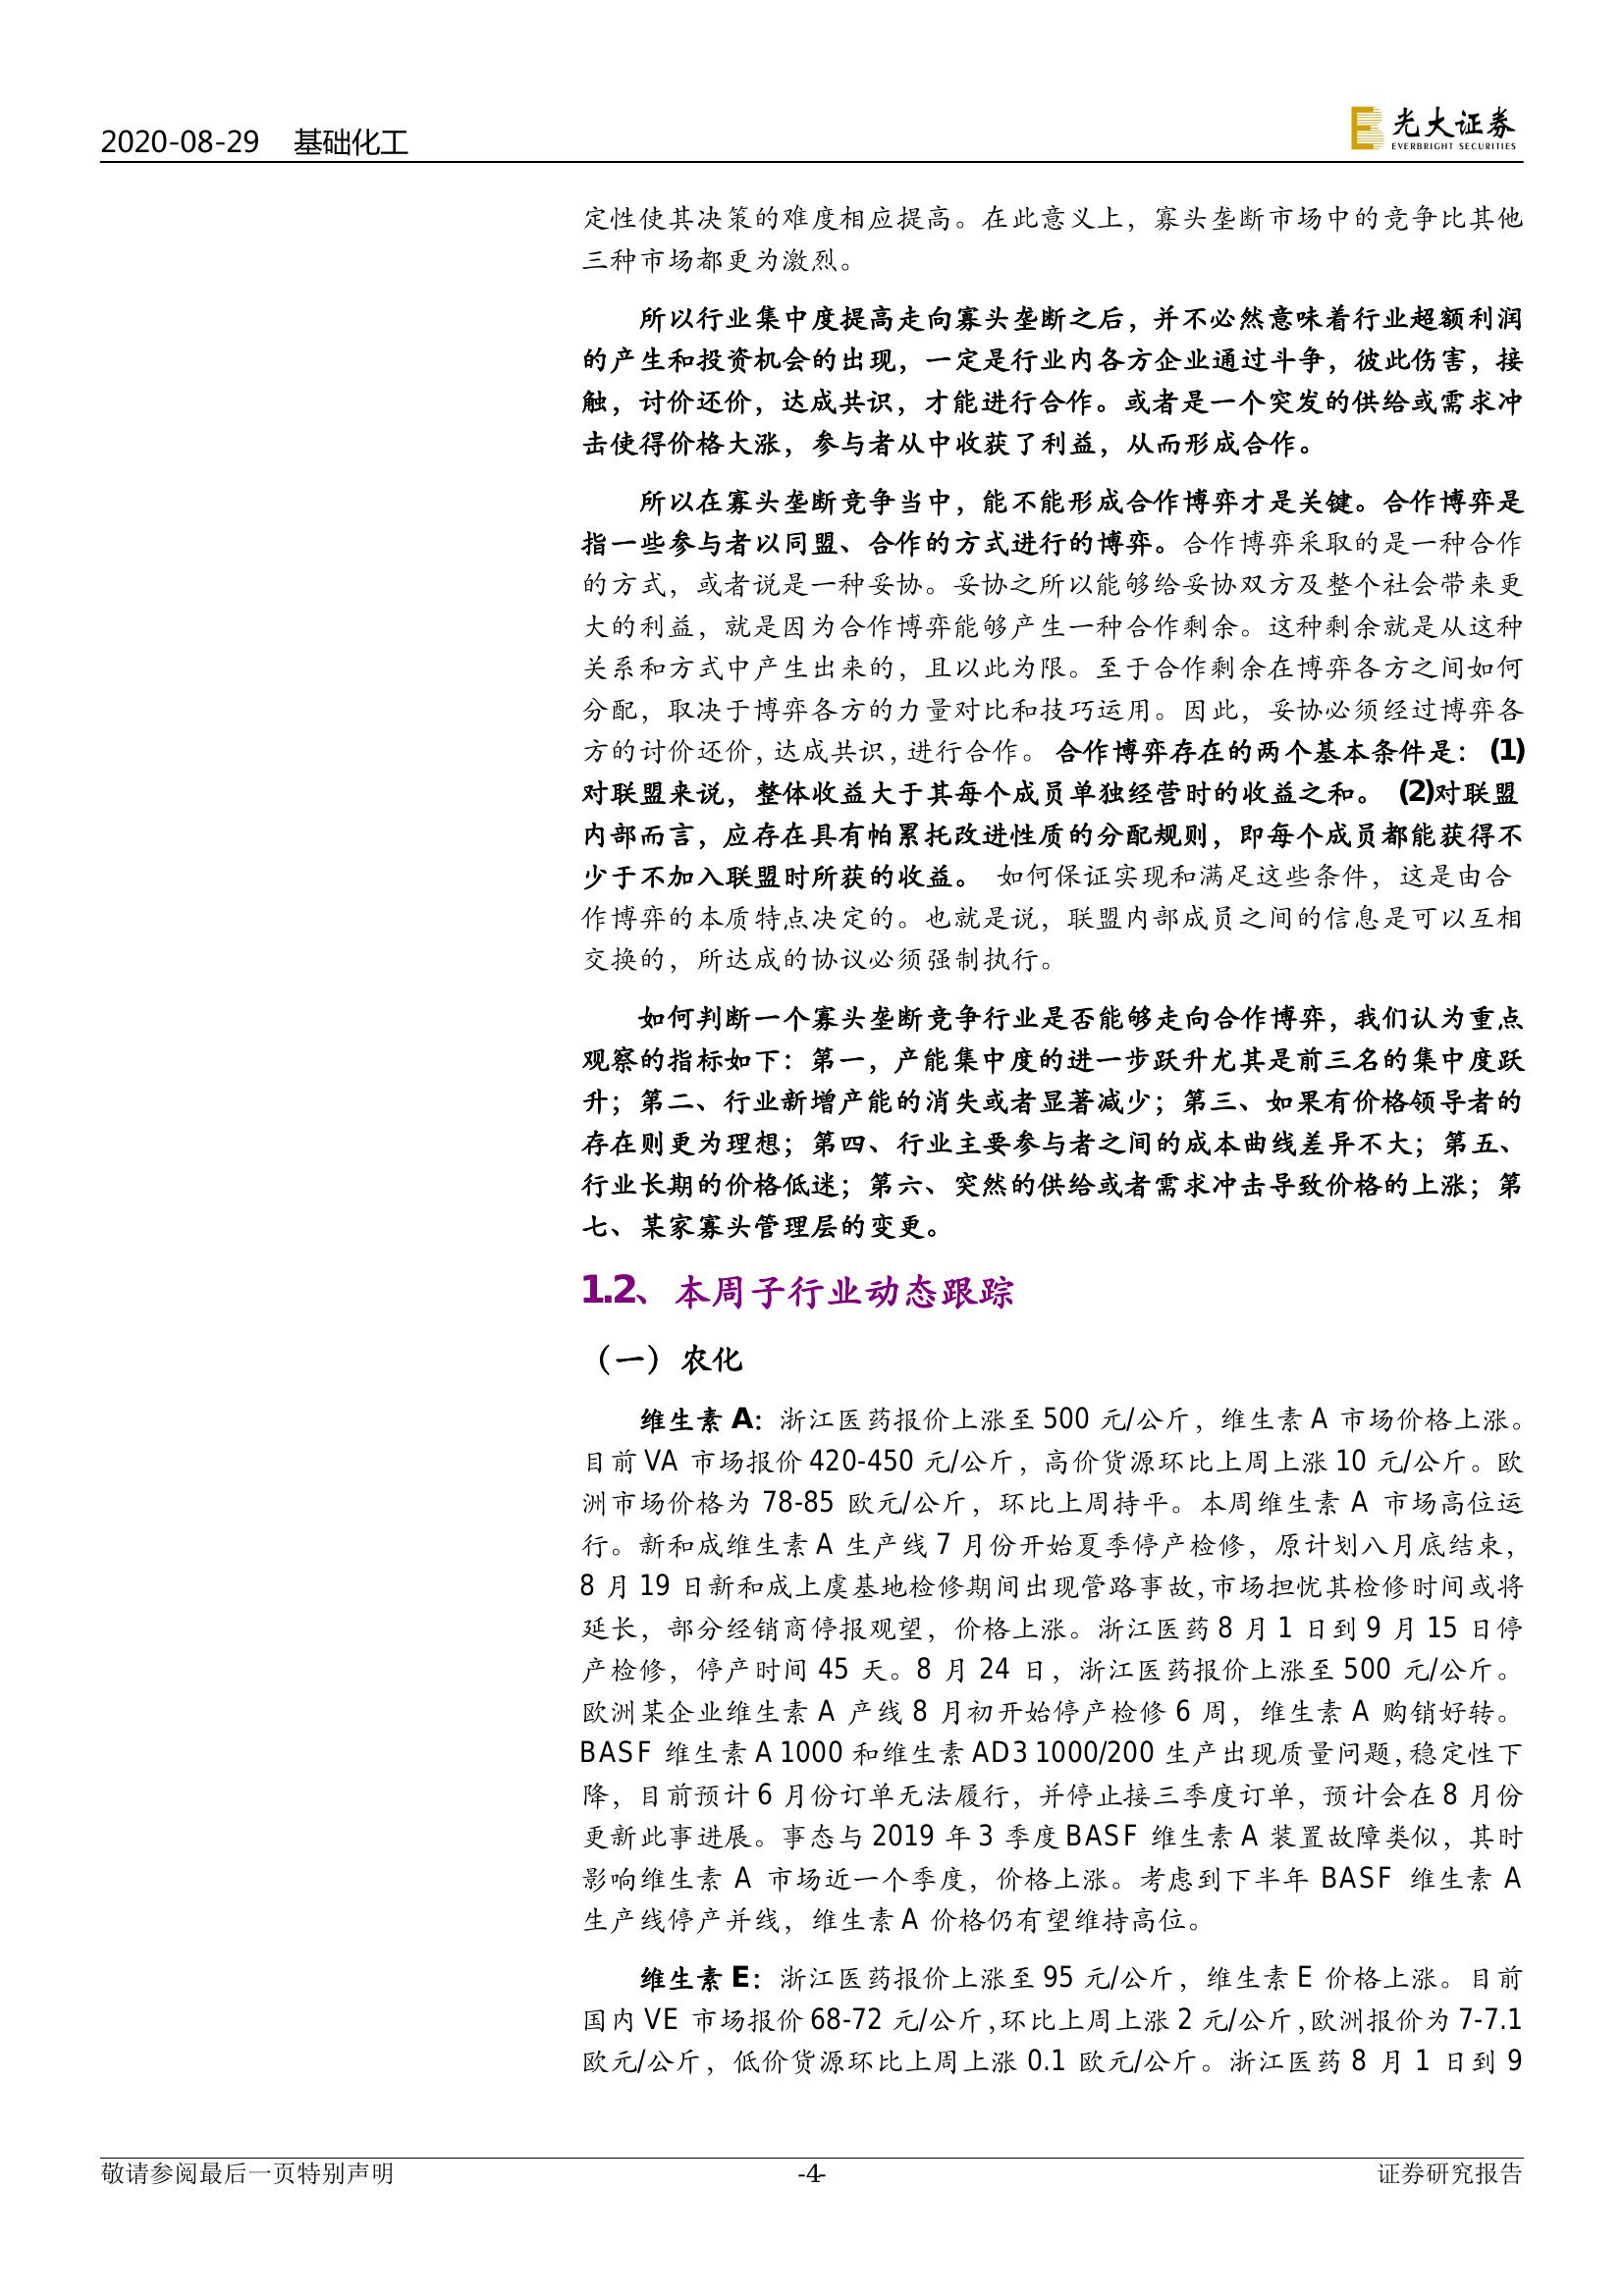 2020-08-29 基础化工
光大证券
EVERBRIGHT SECURITIES
定性使其决策的难度相应提高。在此意义上，寡头垄断市场中的竞争比其他
三种市场都更为激烈。
所以行业集中度提高走向寡头垄断之后，并不必然意味着行业超额利润
的产生和投资机会的出现，一定是行业内各方企业通过斗争，彼此伤害，接
触，讨价还价，达成共识，才能进行合作。或者是一个突发的供给或需求冲
击使得价格大涨，参与者从中收获了利益，从而形成合作。
所以在寡头垄断竞争当中，能不能形成合作博弈才是关键。合作博弈是
指一些参与者以同盟、合作的方式进行的博弈。合作博弈采取的是一种合作
的方式，或者说是一种妥协。妥协之所以能够给妥协双方及整个社会带来更
大的利益，就是因为合作博弈能够产生一种合作剩余。这种剩余就是从这种
关系和方式中产生出来的，且以此为限。至于合作剩余在博弈各方之间如何
分配，取决于博弈各方的力量对比和技巧运用。因此，妥协必须经过博弈各
方的讨价还价,达成共识,进行合作。 合作博弈存在的两个基本条件是： (1)
对联盟来说，整体收益大于其每个成员单独经营时的收益之和。 (2)对联盟
内部而言，应存在具有帕累托改进性质的分配规则，即每个成员都能获得不
少于不加入联盟时所获的收益。 如何保证实现和满足这些条件，这是由合
作博弈的本质特点决定的。也就是说，联盟内部成员之间的信息是可以互相
交换的，所达成的协议必须强制执行。
如何判断一个寡头垄断竞争行业是否能够走向合作博弈，我们认为重点
观察的指标如下：第一，产能集中度的进一步跃升尤其是前三名的集中度跃
升；第二、行业新增产能的消失或者显著减少；第三、如果有价格领导者的
存在则更为理想；第四、行业主要参与者之间的成本曲线差异不大；第五、
行业长期的价格低迷；第六、突然的供给或者需求冲击导致价格的上涨；第
七、某家寡头管理层的变更。
1.2、本周子行业动态跟踪
（一）农化
维生素 A：浙江医药报价上涨至 500 元/公斤，维生素 A 市场价格上涨。
目前 VA 市场报价 420-450 元/公斤，高价货源环比上周上涨 10 元/公斤。欧
洲市场价格为 78-85 欧元/公斤，环比上周持平。本周维生素 A 市场高位运
行。新和成维生素 A 生产线 7 月份开始夏季停产检修，原计划八月底结束，
8 月 19 日新和成上虞基地检修期间出现管路事故,市场担忧其检修时间或将
延长，部分经销商停报观望，价格上涨。浙江医药 8 月 1 日到 9 月 15 日停
产检修，停产时间 45 天。8 月 24 日，浙江医药报价上涨至 500 元/公斤。
欧洲某企业维生素 A 产线 8 月初开始停产检修 6 周，维生素 A 购销好转。
BASF 维生素 A 1000 和维生素 AD3 1000/200 生产出现质量问题,稳定性下
降，目前预计 6 月份订单无法履行，并停止接三季度订单，预计会在 8 月份
更新此事进展。事态与 2019 年 3 季度 BASF 维生素 A 装置故障类似，其时
影响维生素 A 市场近一个季度，价格上涨。考虑到下半年 BASF 维生素 A
生产线停产并线，维生素 A 价格仍有望维持高位。
维生素 E：浙江医药报价上涨至 95 元/公斤，维生素 E 价格上涨。目前
国内 VE 市场报价 68-72 元/公斤,环比上周上涨 2 元/公斤,欧洲报价为 7-7.1
欧元/公斤，低价货源环比上周上涨 0.1 欧元/公斤。浙江医药 8 月 1 日到 9
敬请参阅最后一页特别声明
-4-
证券研究报告